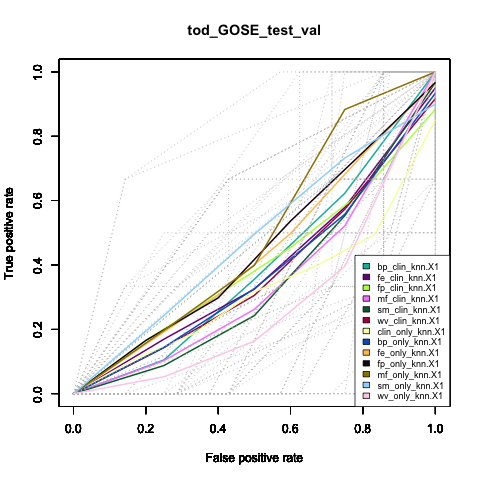 tod_GOSE_test_val
True positive rate
1.0
0.8
0.6
0.4
0.2
0.0
bp_clin_knn.X1
fe_clin_knn.X1
fp_clin_knn.X1
mf_clin_knn.X1
sm_clin_knn.X1
wv_clin_knn.X1
clin_only_knn.X1
bp_only_knn.X1
fe_only_knn.X1
fp_only_knn.X1
mf_only_knn.X1
sm_only_knn.X1
wv_only_knn.X1
0.0 0.2 0.4 0.6 0.8 1.0
False positive rate